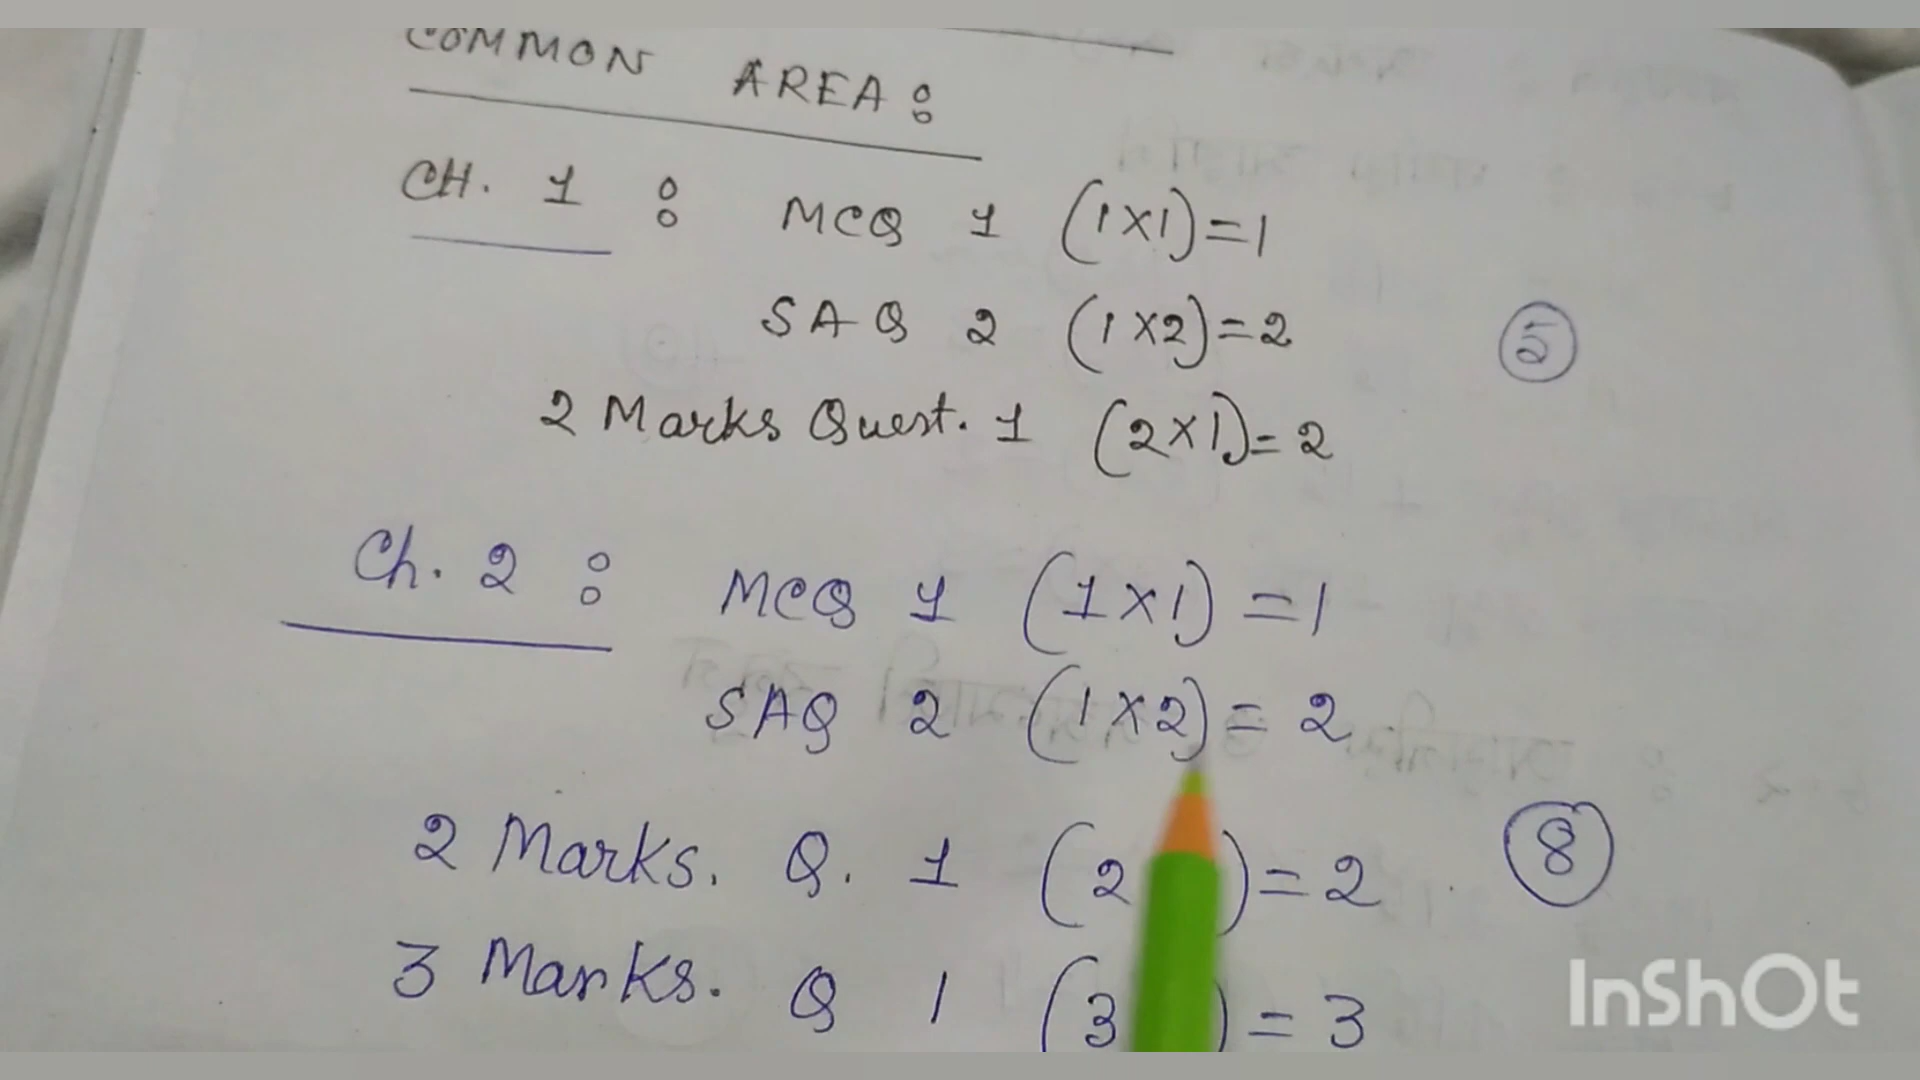 COMMON AREA:
CH. 1 : MCQ 1 (1×1)=1
SAQ 2 (1×2)=2
5
2 Marks Quest. 1 (2×1)=2
Ch. 2 : MCQ 1 (1×1)=1
SAQ 2 (1×2)=2
2 Marks. Q. 1 (2 )=2
8
3 Marks. Q 1 (3 )=3
InShOt